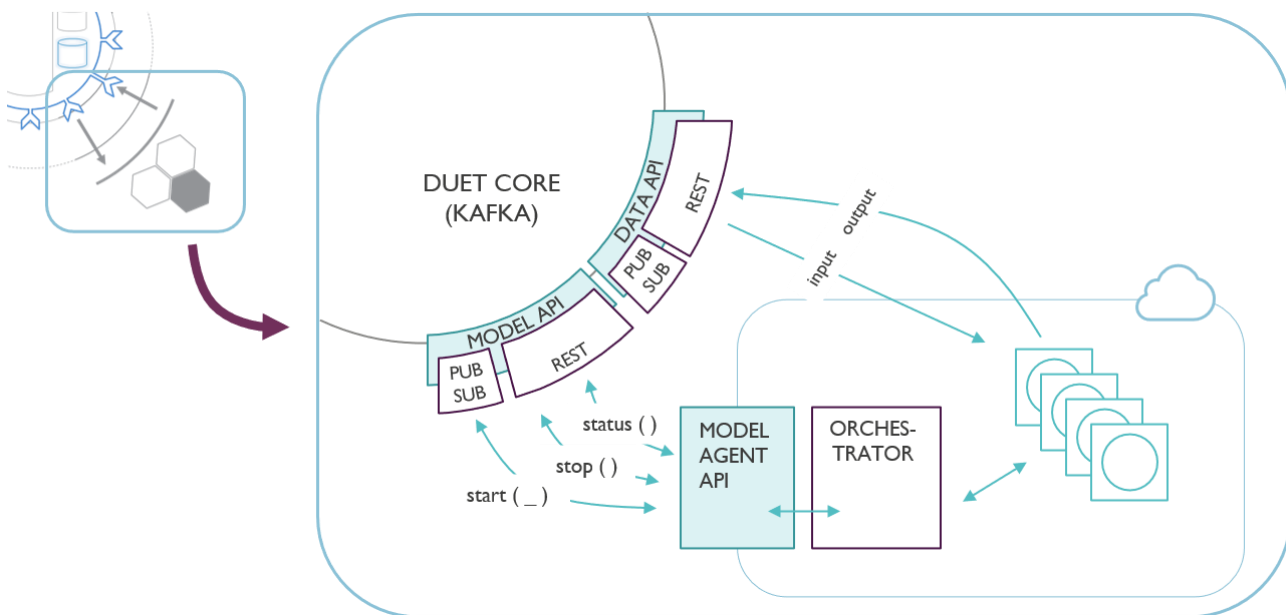 DUET CORE
(KAFKA)
DATA API
REST
PUB
SUB
MODEL API
PUB
SUB
REST
output
input
status ( )
stop ( )
start ( _ )
MODEL
AGENT
API
ORCHES-
TRATOR